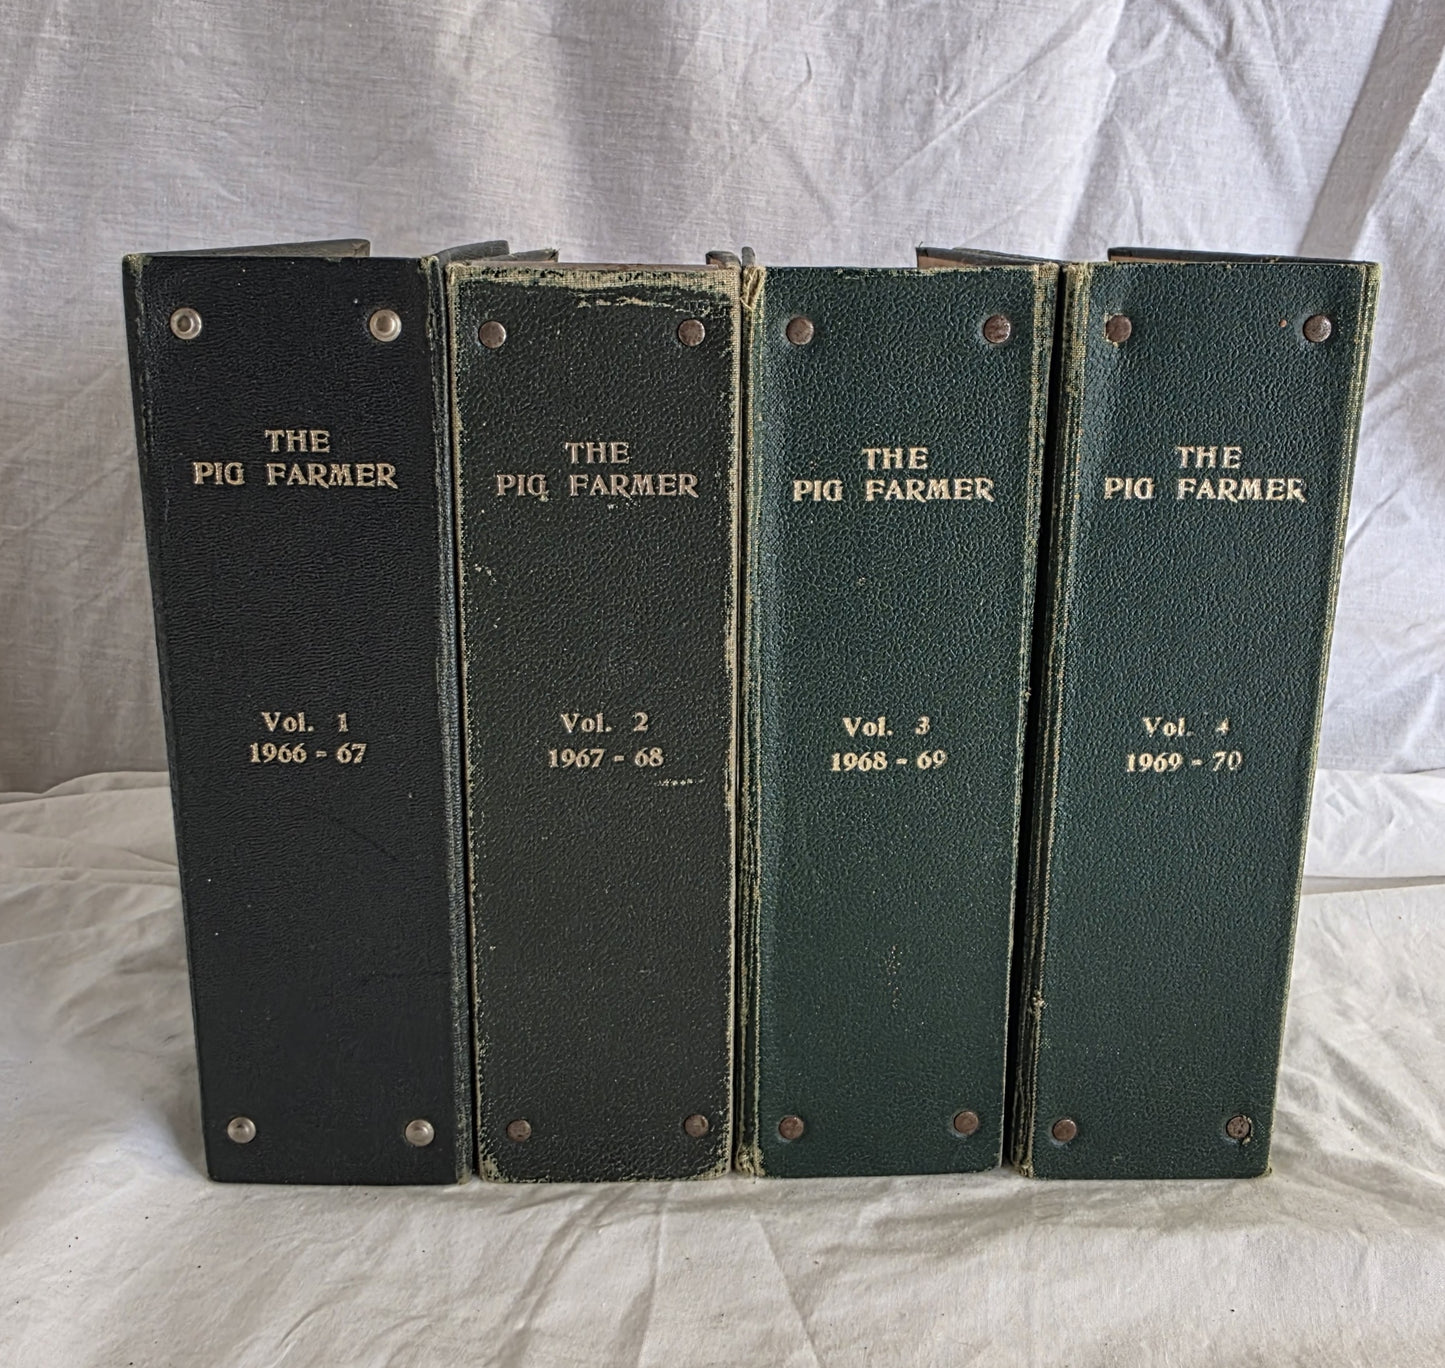 THE
PIG FARMER
Vol. 1
1966 - 67
THE
PIG FARMER
Vol. 2
1967 - 68
THE
PIG FARMER
Vol. 3
1968 - 69
THE
PIG FARMER
Vol. 4
1969 - 70